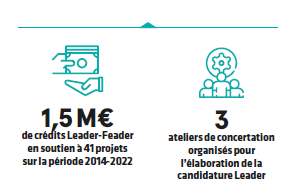 1,5 M€
de crédits Leader-Feader
en soutien à 41 projets
sur la période 2014-2022
3
ateliers de concertation
organisés pour
l'élaboration de la
candidature Leader